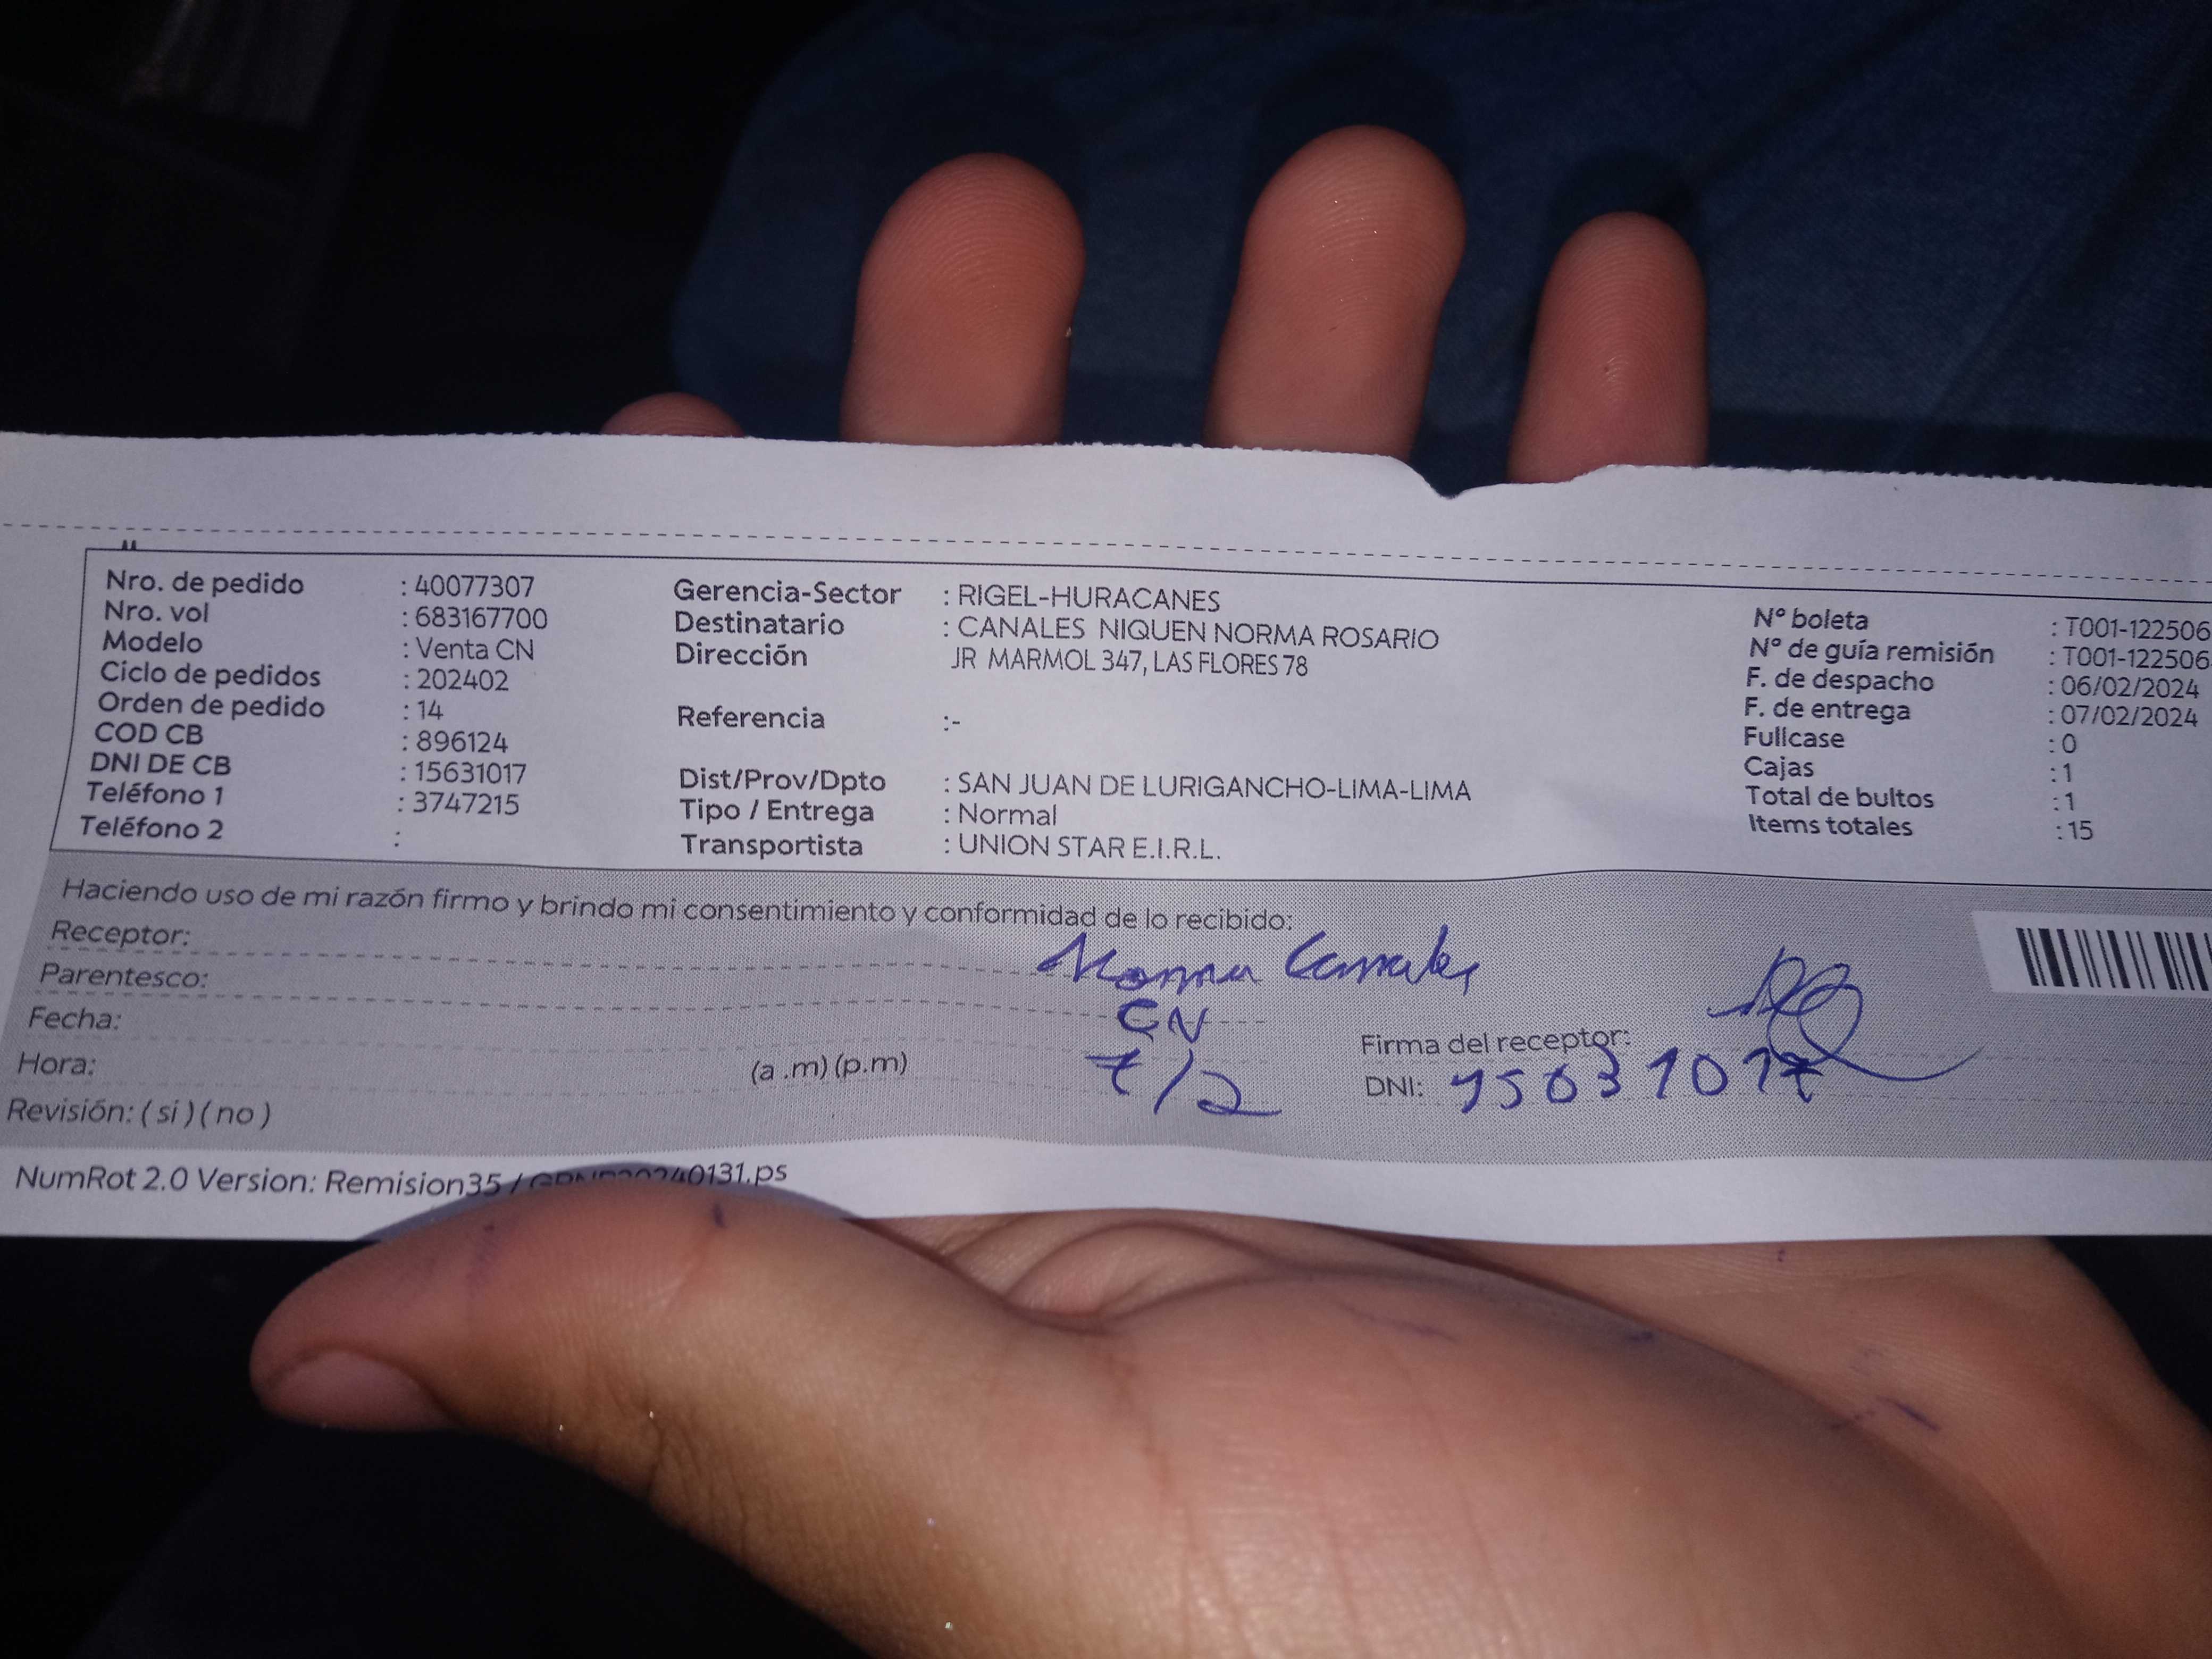 Nro. de pedido : 40077307
Nro. vol : 683167700
Modelo : Venta CN
Ciclo de pedidos : 202402
Orden de pedido : 14
COD CB : 896124
DNI DE CB : 15631017
Teléfono 1 : 3747215
Teléfono 2 :
Gerencia-Sector : RIGEL-HURACANES
Destinatario : CANALES NIQUEN NORMA ROSARIO
Dirección JR MARMOL 347, LAS FLORES 78
Referencia :-
Dist/Prov/Dpto : SAN JUAN DE LURIGANCHO-LIMA-LIMA
Tipo / Entrega : Normal
Transportista : UNION STAR E.I.R.L.
N° boleta : T001-122506
N° de guía remisión : T001-122506
F. de despacho : 06/02/2024
F. de entrega : 07/02/2024
Fullcase : 0
Cajas : 1
Total de bultos : 1
Items totales : 15
Haciendo uso de mi razón firmo y brindo mi consentimiento y conformidad de lo recibido:
Receptor: Norma Canales
Parentesco: CN
Fecha: 7/2
Hora: (a .m) (p.m)
Revisión: ( si ) ( no )
Firma del receptor:
DNI: 15631017
NumRot 2.0 Version: Remision35 / 20240131.ps